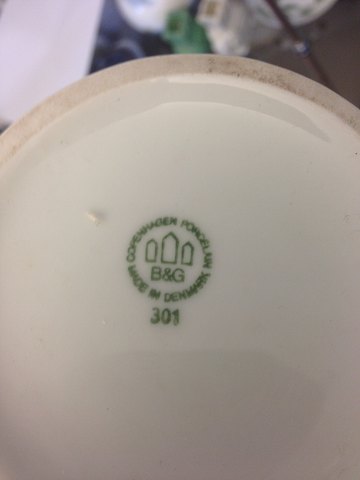 COPENHAGEN PORCELAIN
B&G
MADE IN DENMARK
301